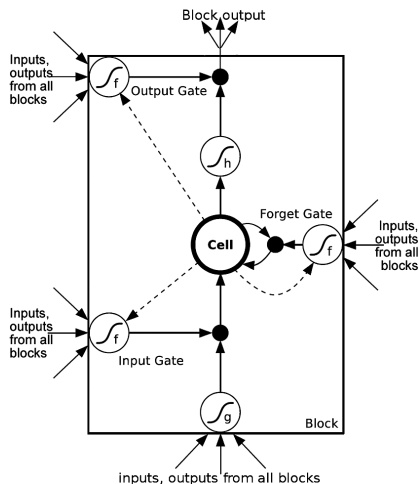 Block output
Inputs,
outputs
from all
blocks
f
Output Gate
h
Forget Gate
Cell
f
Inputs,
outputs
from all
blocks
Inputs,
outputs
from all
blocks
f
Input Gate
g
Block
inputs, outputs from all blocks